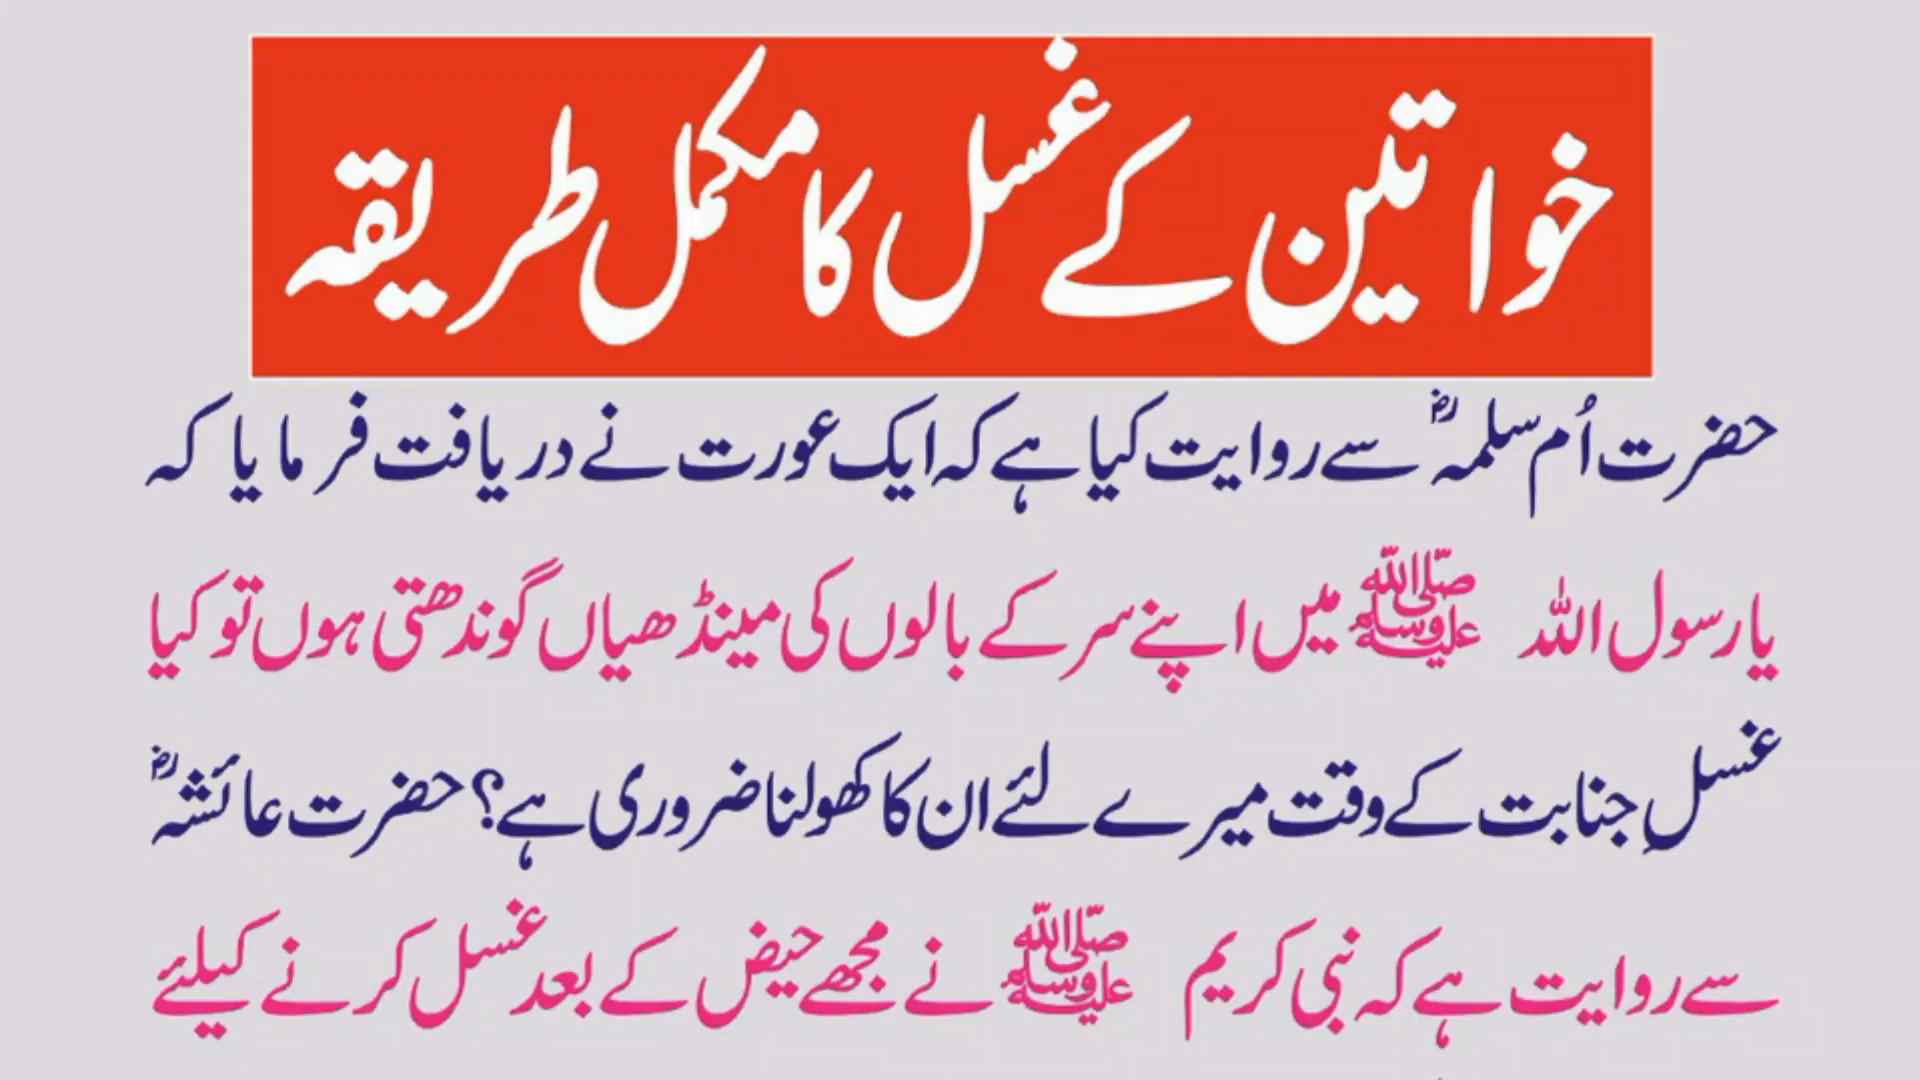 خواتین کے غسل کا مکمل طریقہ
حضرت اُم سلمہؓ سے روایت کیا ہے کہ ایک عورت نے دریافت فرمایا کہ
یا رسول اللہ ﷺ میں اپنے سر کے بالوں کی مینڈھیاں گوندھتی ہوں تو کیا
غسلِ جنابت کے وقت میرے لئے ان کا کھولنا ضروری ہے؟ حضرت عائشہؓ
سے روایت ہے کہ نبی کریم ﷺ نے مجھے حیض کے بعد غسل کرنے کیلئے